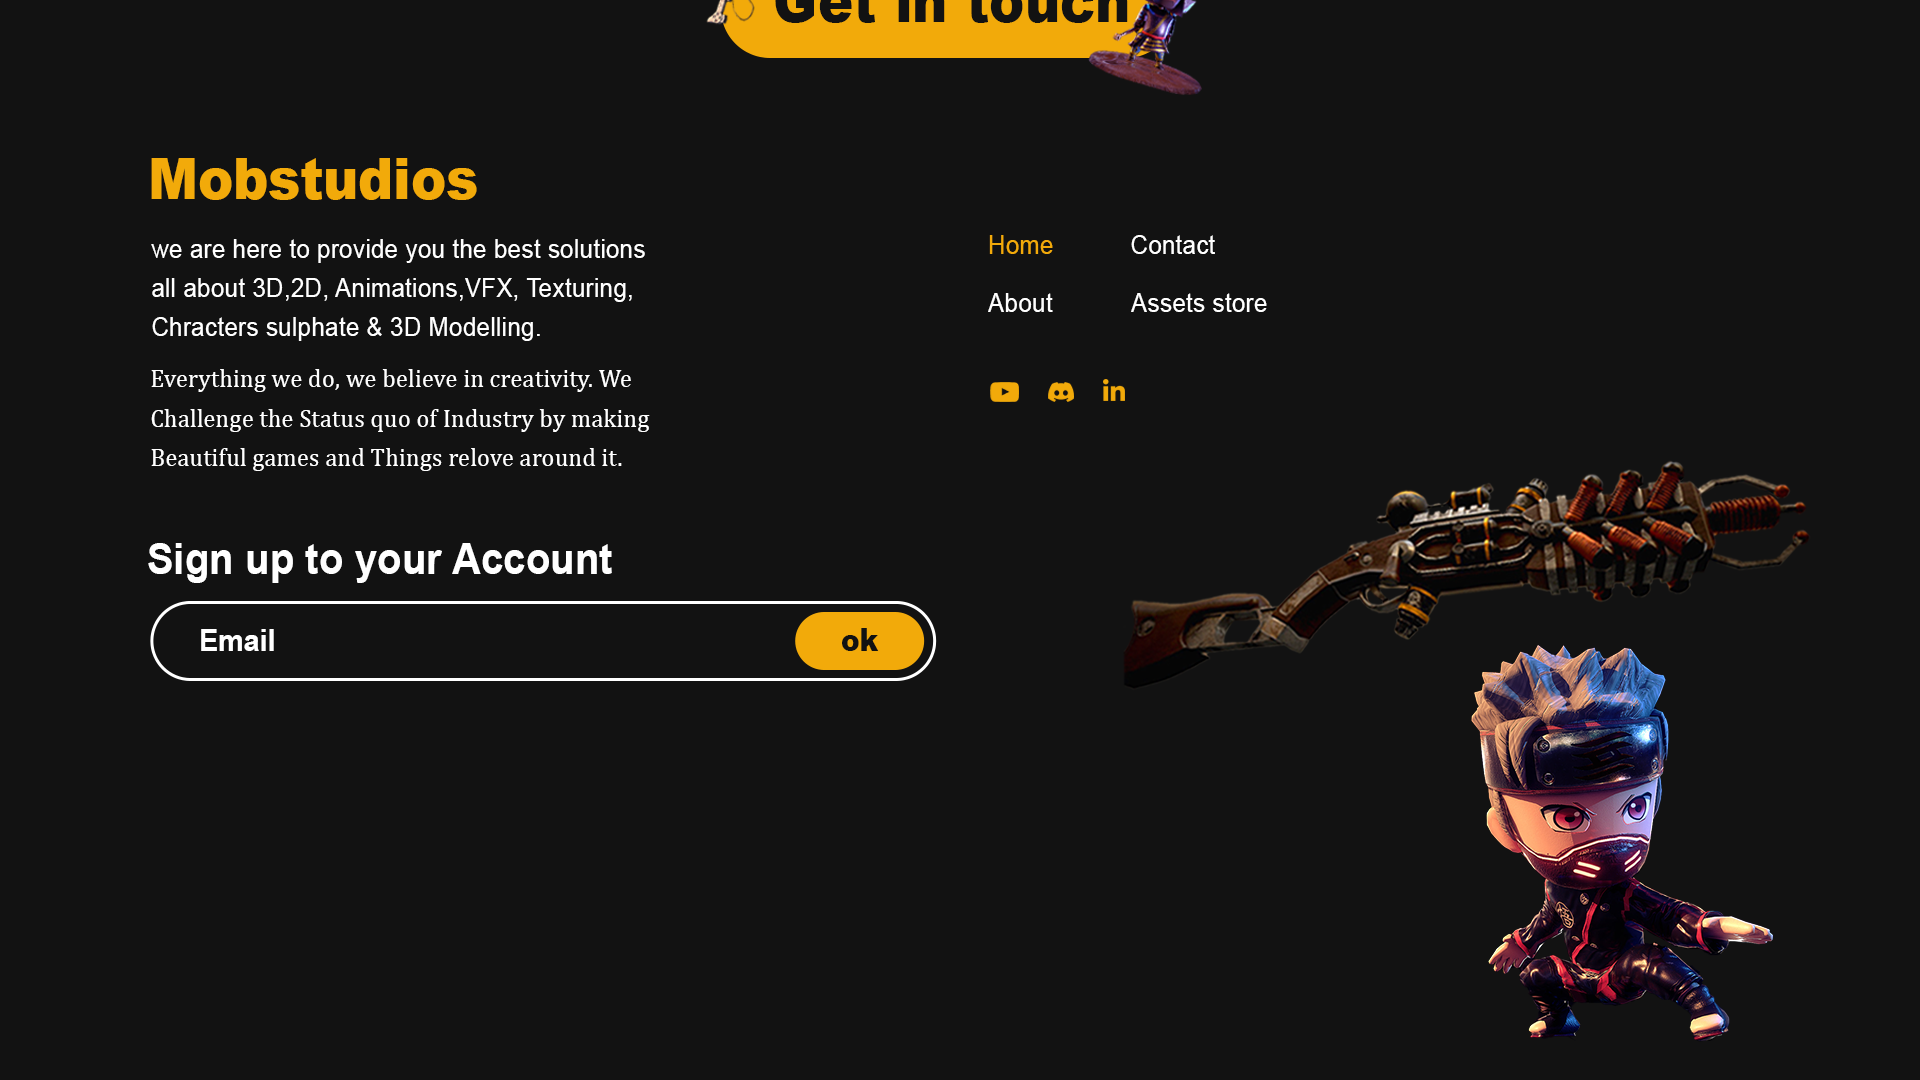 Get in touch
Mobstudios
we are here to provide you the best solutions
all about 3D,2D, Animations,VFX, Texturing,
Chracters sulphate & 3D Modelling.
Everything we do, we believe in creativity. We
Challenge the Status quo of Industry by making
Beautiful games and Things relove around it.
Home
Contact
About
Assets store
in
Sign up to your Account
Email
ok